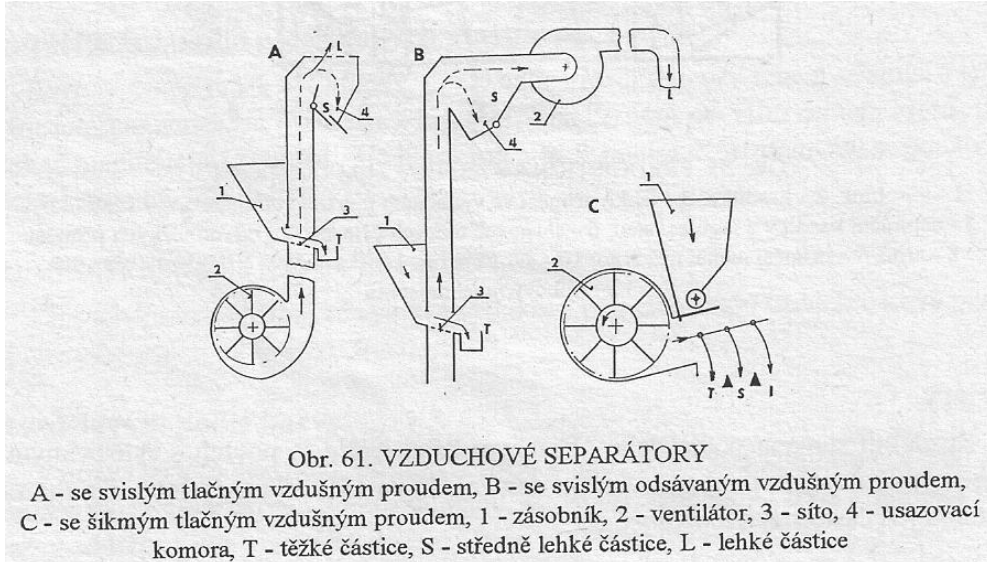 A
L
B
S
4
2
L
S
4
1
C
1
1
3
T
2
2
3
T
T S l
Obr. 61. VZDUCHOVÉ SEPARÁTORY
A - se svislým tlačným vzdušným proudem, B - se svislým odsávaným vzdušným proudem,
C - se šikmým tlačným vzdušným proudem, 1 - zásobník, 2 - ventilátor, 3 - síto, 4 - usazovací
komora, T - těžké částice, S - středně lehké částice, L - lehké částice